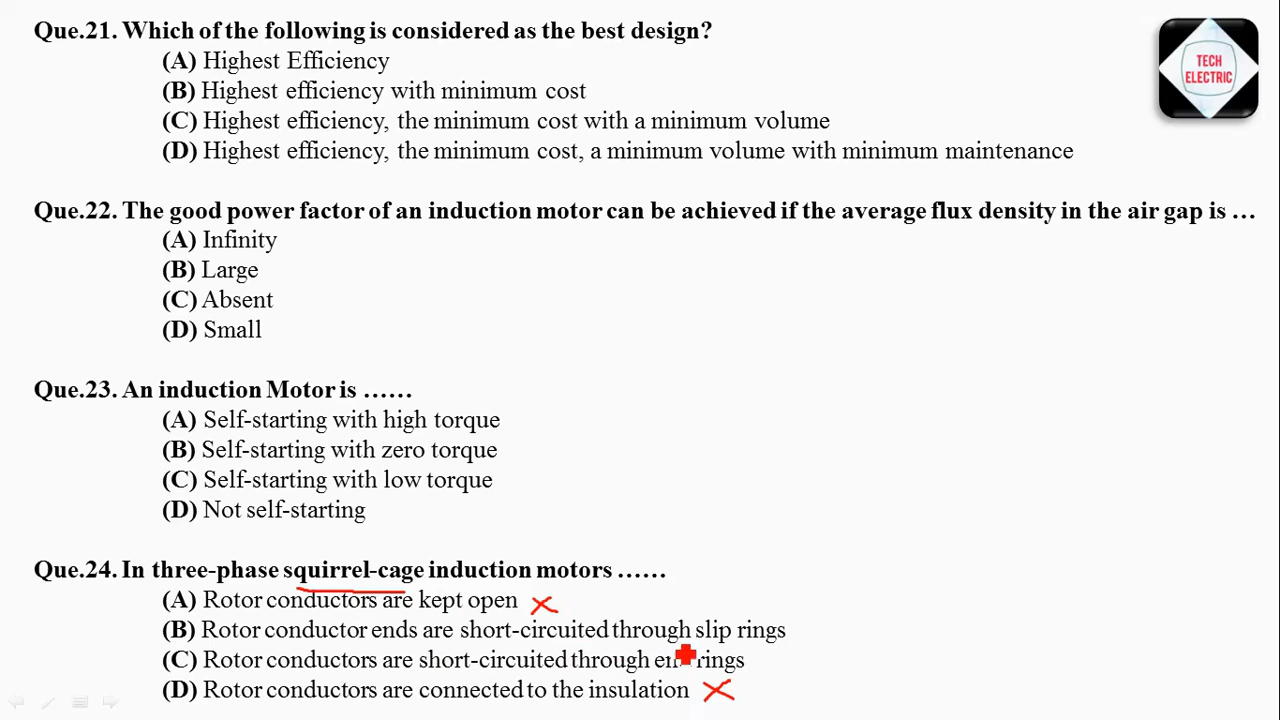 Que.21. Which of the following is considered as the best design?
(A) Highest Efficiency
(B) Highest efficiency with minimum cost
(C) Highest efficiency, the minimum cost with a minimum volume
(D) Highest efficiency, the minimum cost, a minimum volume with minimum maintenance
TECH
ELECTRIC
Que.22. The good power factor of an induction motor can be achieved if the average flux density in the air gap is …
(A) Infinity
(B) Large
(C) Absent
(D) Small
Que.23. An induction Motor is ……
(A) Self-starting with high torque
(B) Self-starting with zero torque
(C) Self-starting with low torque
(D) Not self-starting
Que.24. In three-phase squirrel-cage induction motors ……
(A) Rotor conductors are kept open
(B) Rotor conductor ends are short-circuited through slip rings
(C) Rotor conductors are short-circuited through rings
(D) Rotor conductors are connected to the insulation